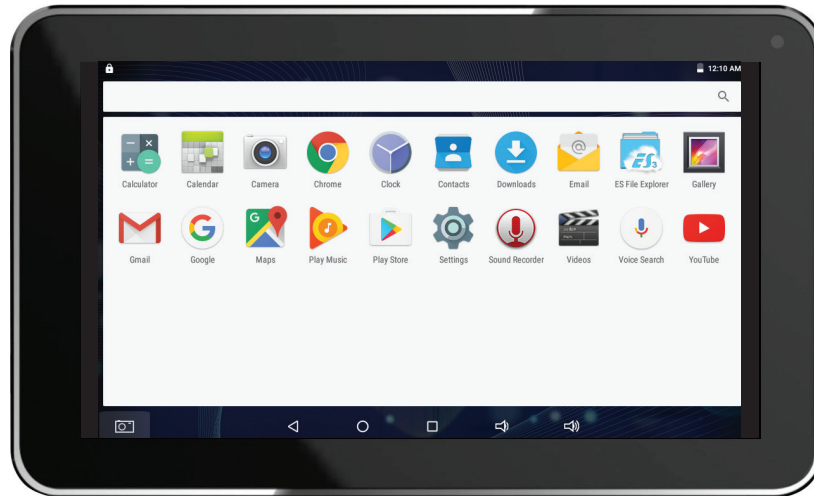 12:10 AM
Calculator Calendar Camera Chrome Clock Contacts Downloads Email ES File Explorer Gallery
Gmail Google Maps Play Music Play Store Settings Sound Recorder Videos Voice Search YouTube